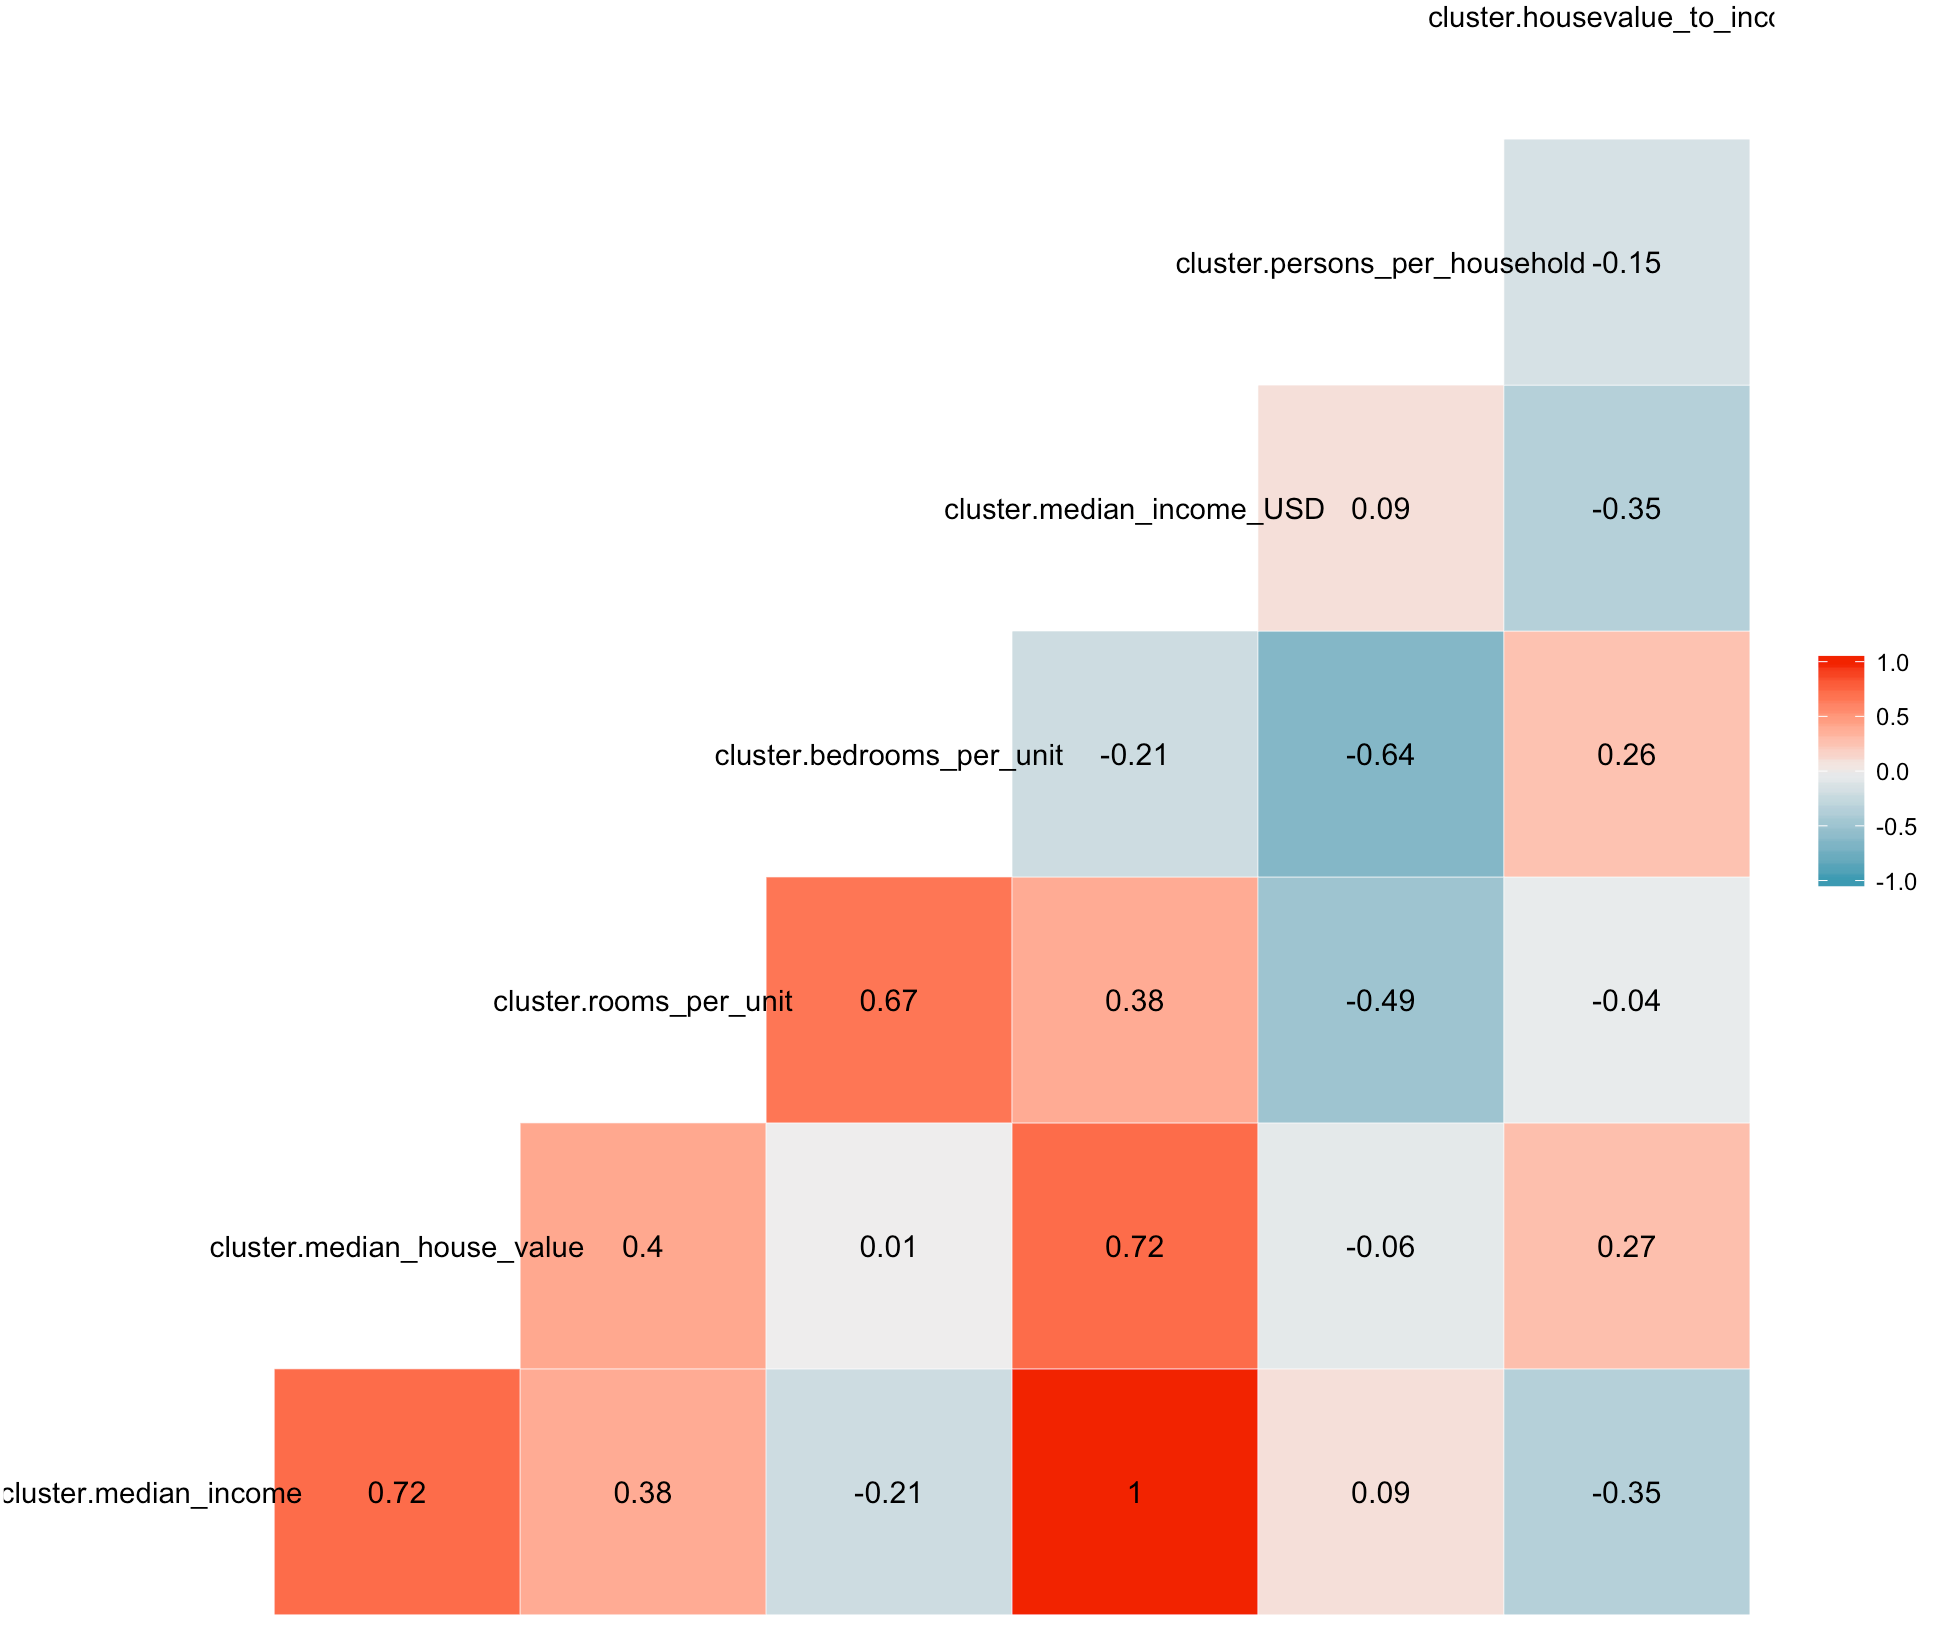 cluster.housevalue_to_inc
cluster.persons_per_household -0.15
cluster.median_income_USD 0.09 -0.35
cluster.bedrooms_per_unit -0.21 -0.64 0.26
cluster.rooms_per_unit 0.67 0.38 -0.49 -0.04
cluster.median_house_value 0.4 0.01 0.72 -0.06 0.27
cluster.median_income 0.72 0.38 -0.21 1 0.09 -0.35
1.0
0.5
0.0
-0.5
-1.0